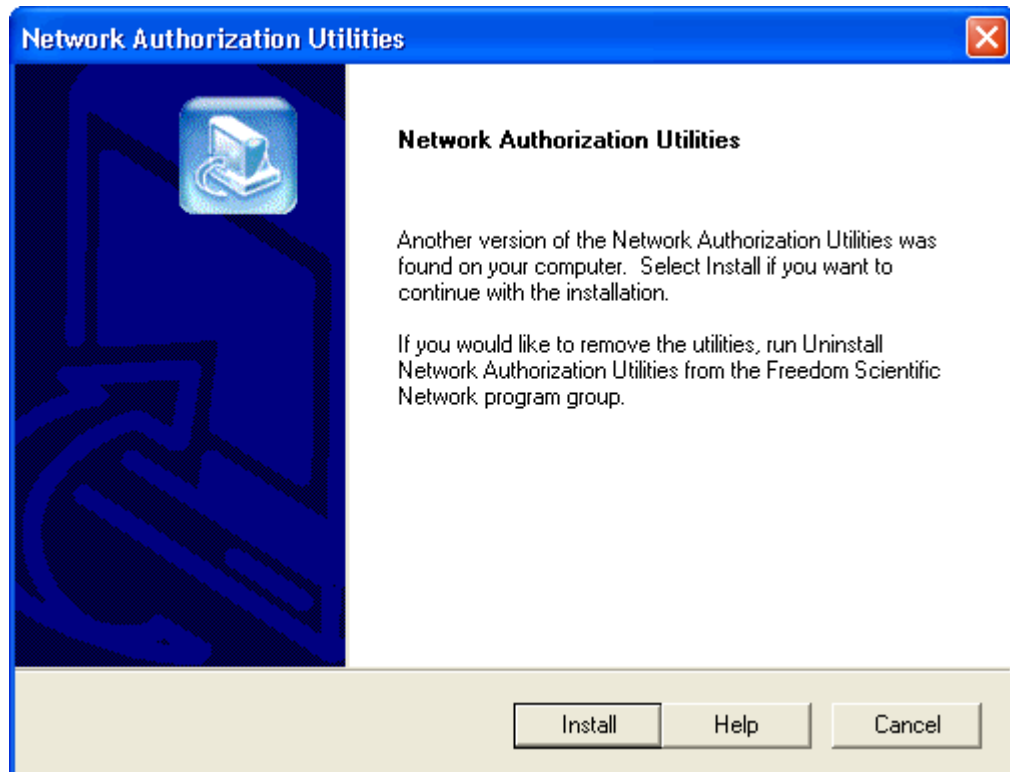 Network Authorization Utilities
Network Authorization Utilities
Another version of the Network Authorization Utilities was
found on your computer.  Select Install if you want to
continue with the installation.
If you would like to remove the utilities, run Uninstall
Network Authorization Utilities from the Freedom Scientific
Network program group.
Install
Help
Cancel